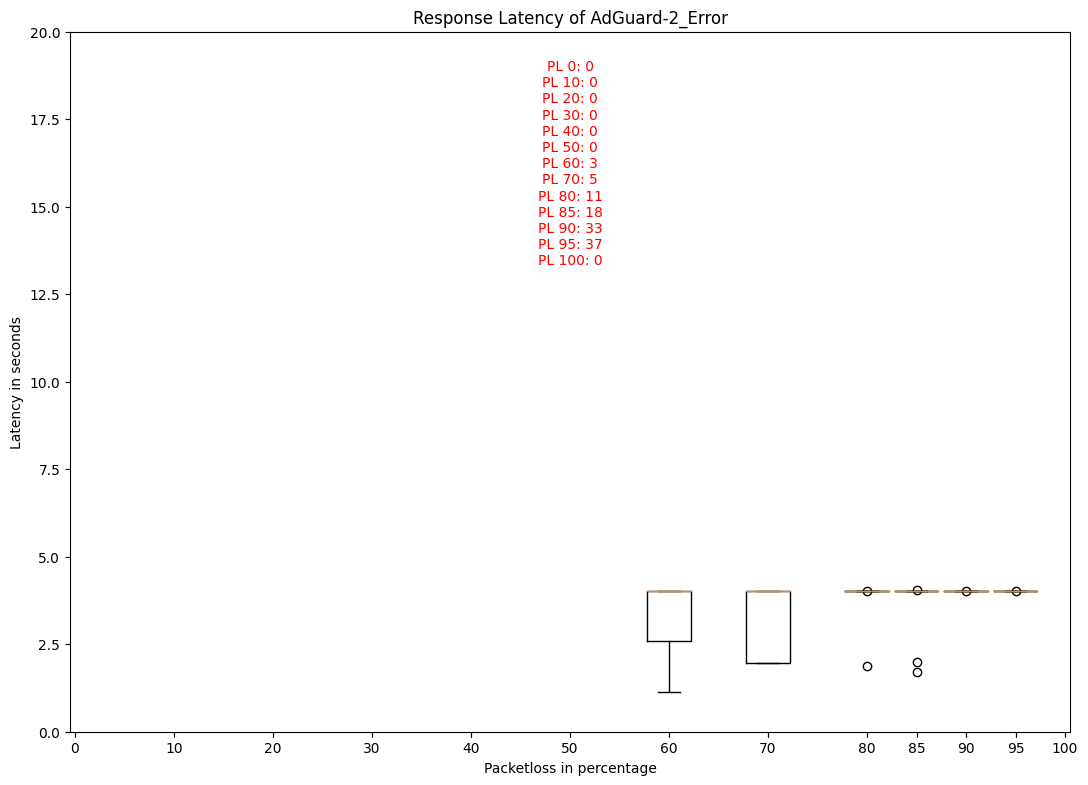 Response Latency of AdGuard-2_Error
20.0
17.5
15.0
12.5
10.0
7.5
5.0
2.5
0.0
Latency in seconds
PL 0: 0
PL 10: 0
PL 20: 0
PL 30: 0
PL 40: 0
PL 50: 0
PL 60: 3
PL 70: 5
PL 80: 11
PL 85: 18
PL 90: 33
PL 95: 37
PL 100: 0
0 10 20 30 40 50 60 70 80 85 90 95 100
Packetloss in percentage